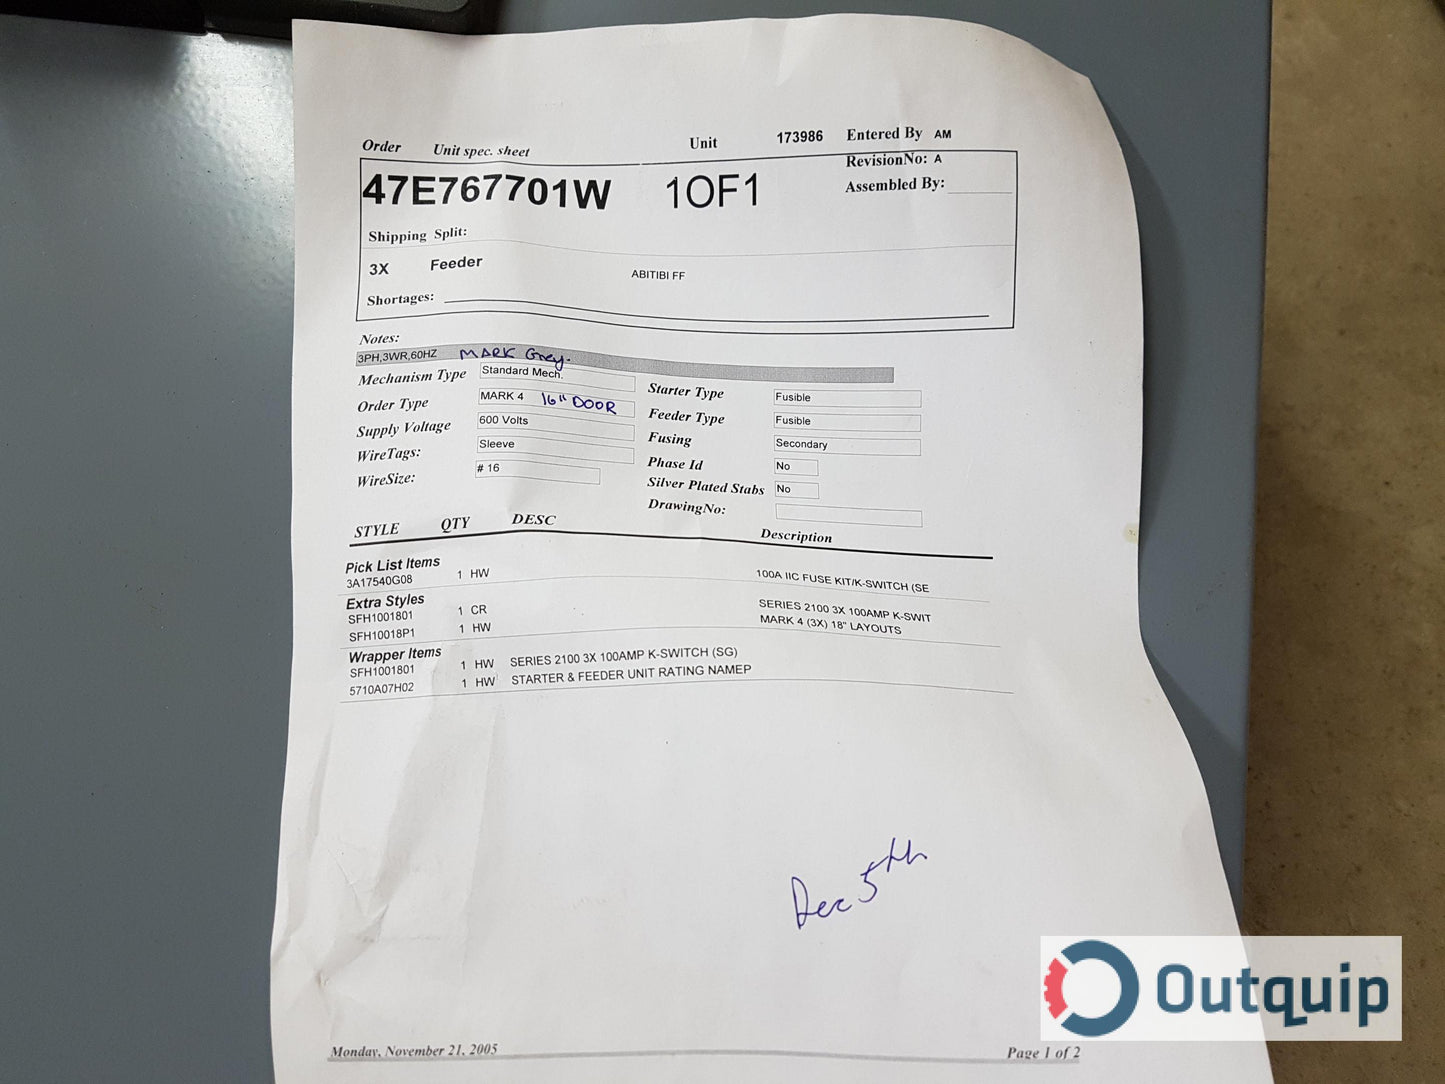 Order Unit spec. sheet Unit 173986 Entered By AM
47E767701W 1OF1 RevisionNo: A
Assembled By:
Shipping Split:
3X Feeder ABITIBI FF
Shortages:
Notes:
3PH,3WR,60HZ MARK Grey.
Mechanism Type Standard Mech. Starter Type Fusible
Order Type MARK 4 16" DOOR Feeder Type Fusible
Supply Voltage 600 Volts Fusing Secondary
WireTags: Sleeve Phase Id No
WireSize: # 16 Silver Plated Stabs No
DrawingNo:
STYLE QTY DESC Description
Pick List Items
3A17540G08 1 HW 100A IIC FUSE KIT/K-SWITCH (SE
Extra Styles
SFH1001801 1 CR SERIES 2100 3X 100AMP K-SWIT
SFH10018P1 1 HW MARK 4 (3X) 18" LAYOUTS
Wrapper Items
SFH1001801 1 HW SERIES 2100 3X 100AMP K-SWITCH (SG)
5710A07H02 1 HW STARTER & FEEDER UNIT RATING NAMEP
Dec 5th
Outquip
Monday, November 21, 2005 Page 1 of 2